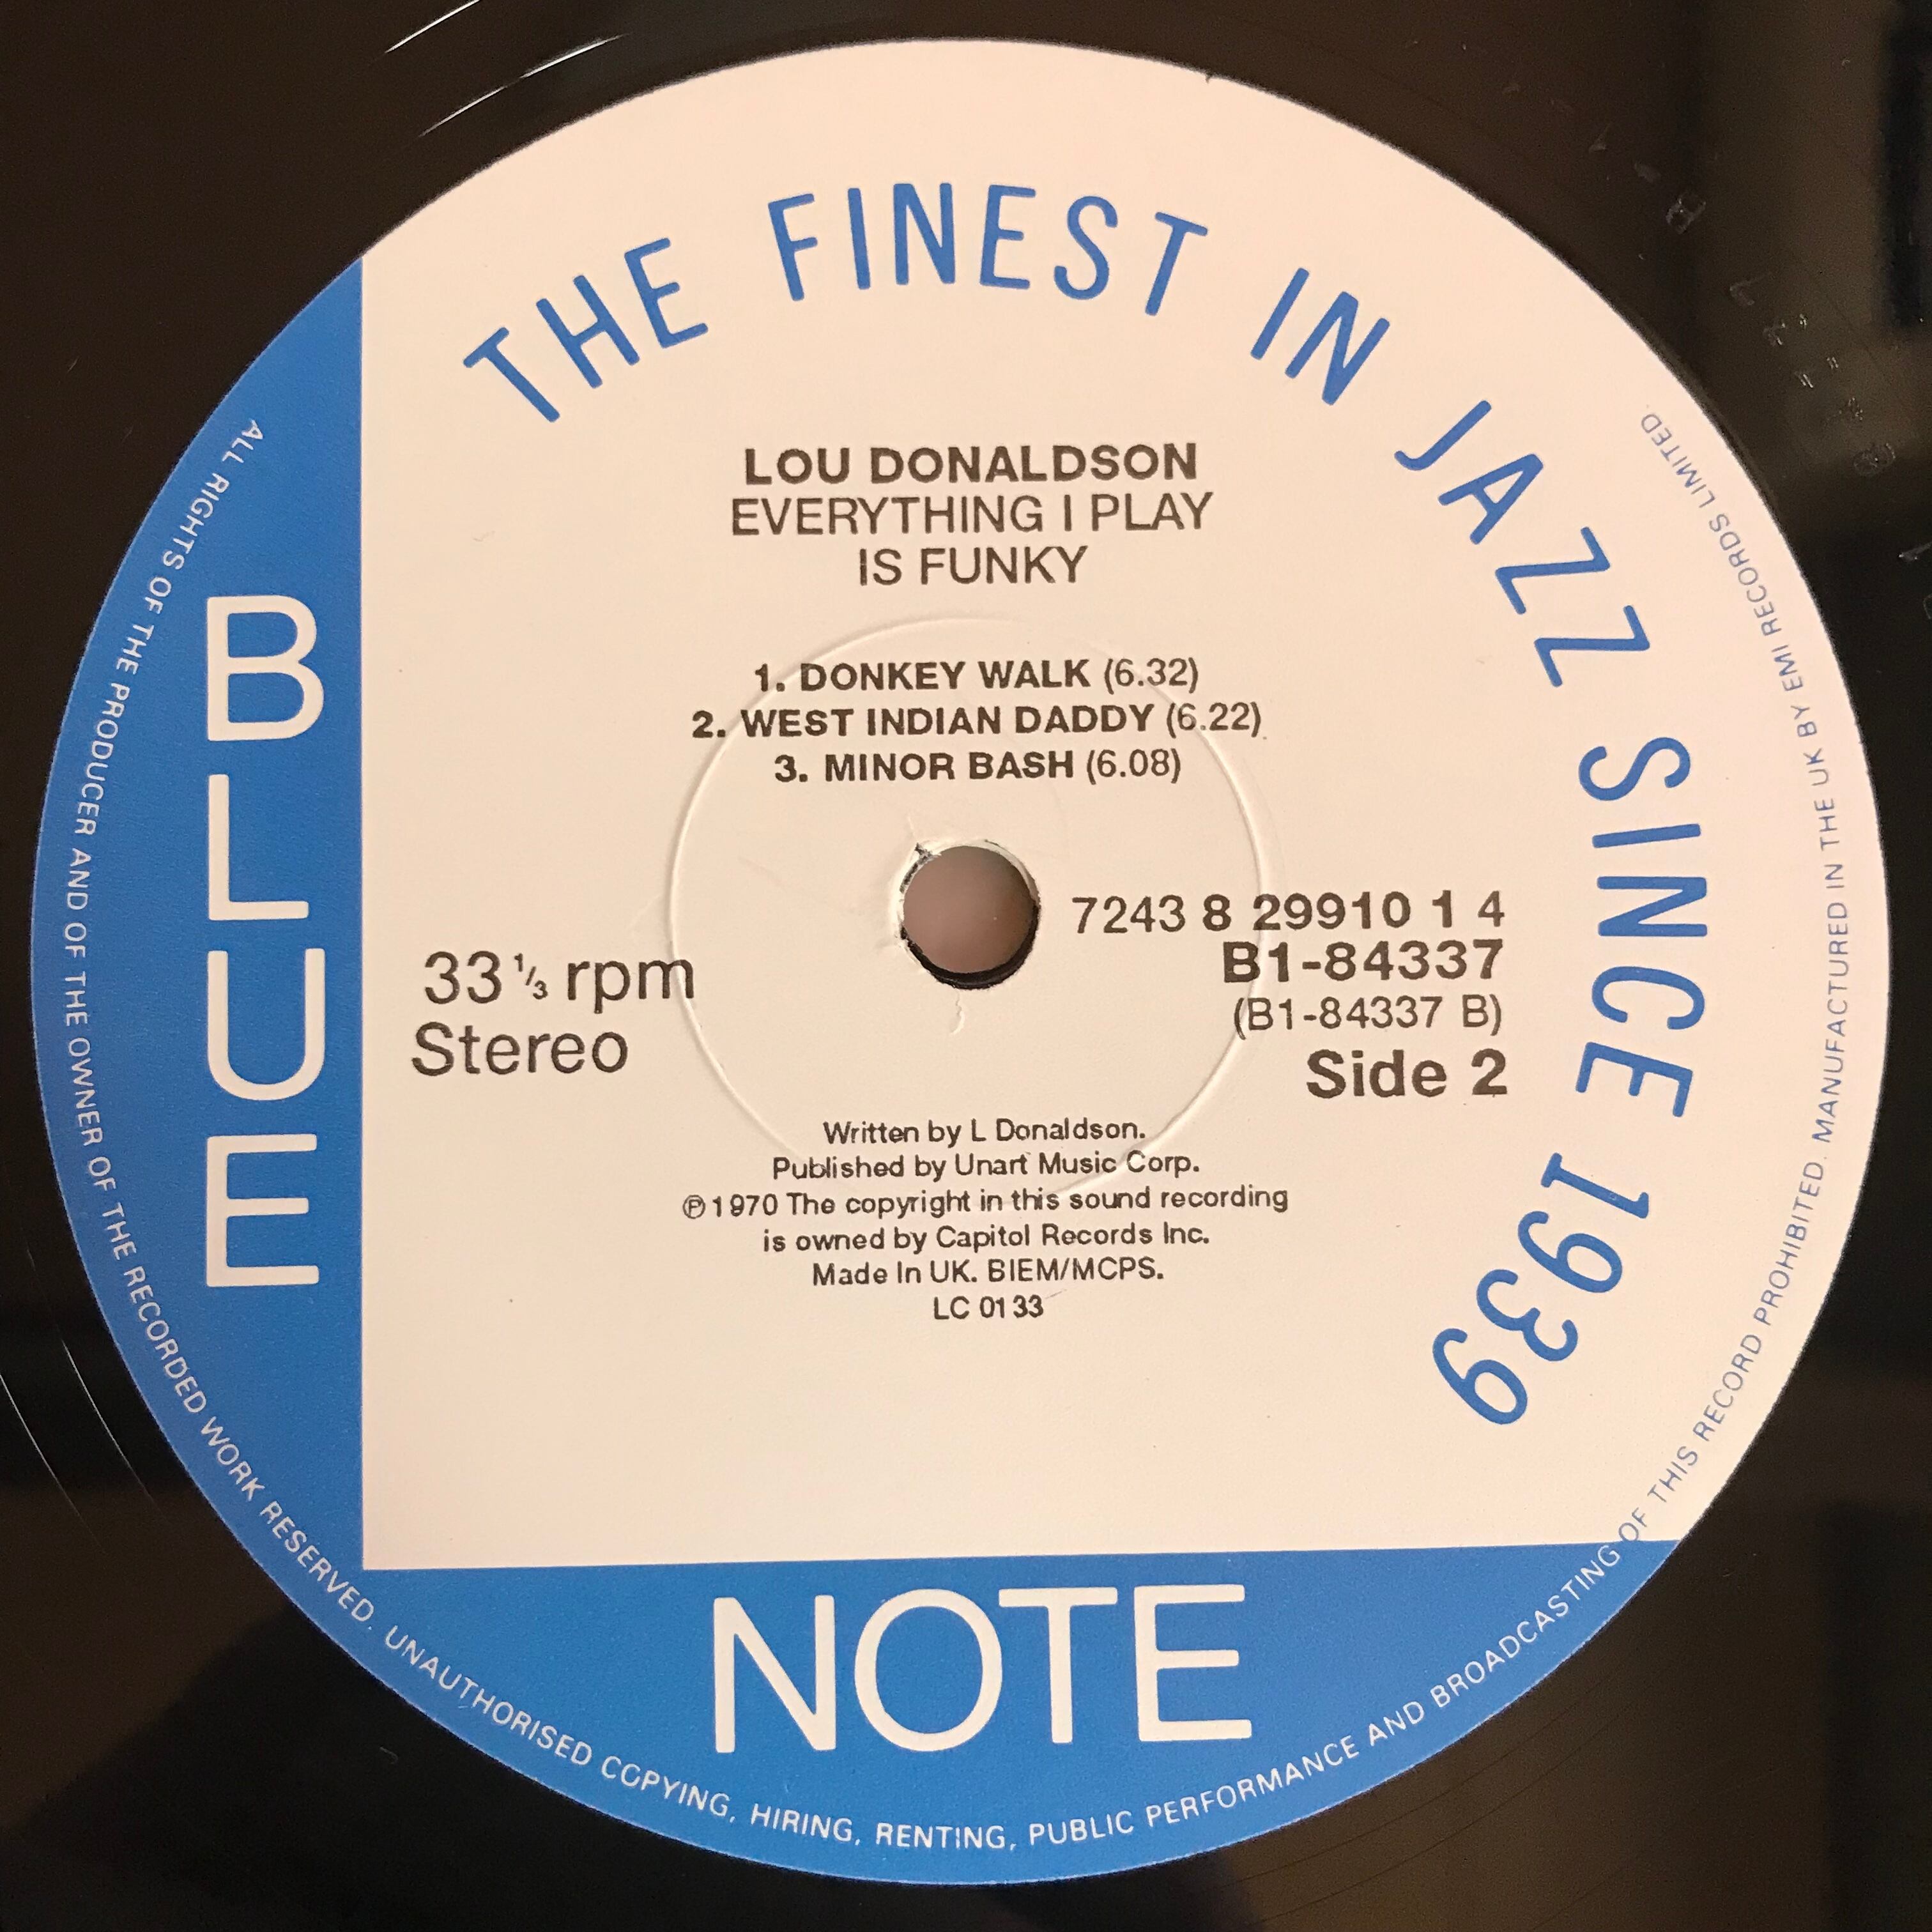 THE FINEST IN JAZZ SINCE 1939
LOU DONALDSON
EVERYTHING I PLAY
IS FUNKY
1. DONKEY WALK (6.32)
2. WEST INDIAN DADDY (6.22)
3. MINOR BASH (6.08)
33 ⅓ rpm
Stereo
7243 8 29910 1 4
B1-84337
(B1-84337 B)
Side 2
Written by L Donaldson.
Published by Unart Music Corp.
℗ 1970 The copyright in this sound recording
is owned by Capitol Records Inc.
Made In UK. BIEM/MCPS.
LC 0133
BLUE
NOTE
ALL RIGHTS OF THE PRODUCER AND OF THE OWNER OF THE RECORDED WORK RESERVED. UNAUTHORISED COPYING, HIRING, RENTING, PUBLIC PERFORMANCE AND BROADCASTING OF THIS RECORD PROHIBITED. MANUFACTURED IN THE UK BY EMI RECORDS LIMITED